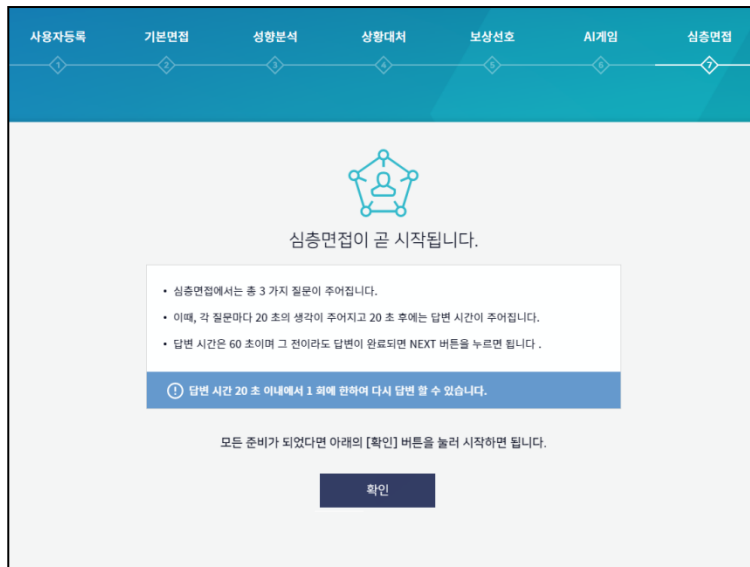 사용자등록 기본면접 성향분석 상황대처 보상선호 AI게임 심층면접
1 2 3 4 5 6 7
심층면접이 곧 시작됩니다.
• 심층면접에서는 총 3 가지 질문이 주어집니다.
• 이때, 각 질문마다 20 초의 생각이 주어지고 20 초 후에는 답변 시간이 주어집니다.
• 답변 시간은 60 초이며 그 전이라도 답변이 완료되면 NEXT 버튼을 누르면 됩니다 .
! 답변 시간 20 초 이내에서 1 회에 한하여 다시 답변 할 수 있습니다.
모든 준비가 되었다면 아래의 [확인] 버튼을 눌러 시작하면 됩니다.
확인